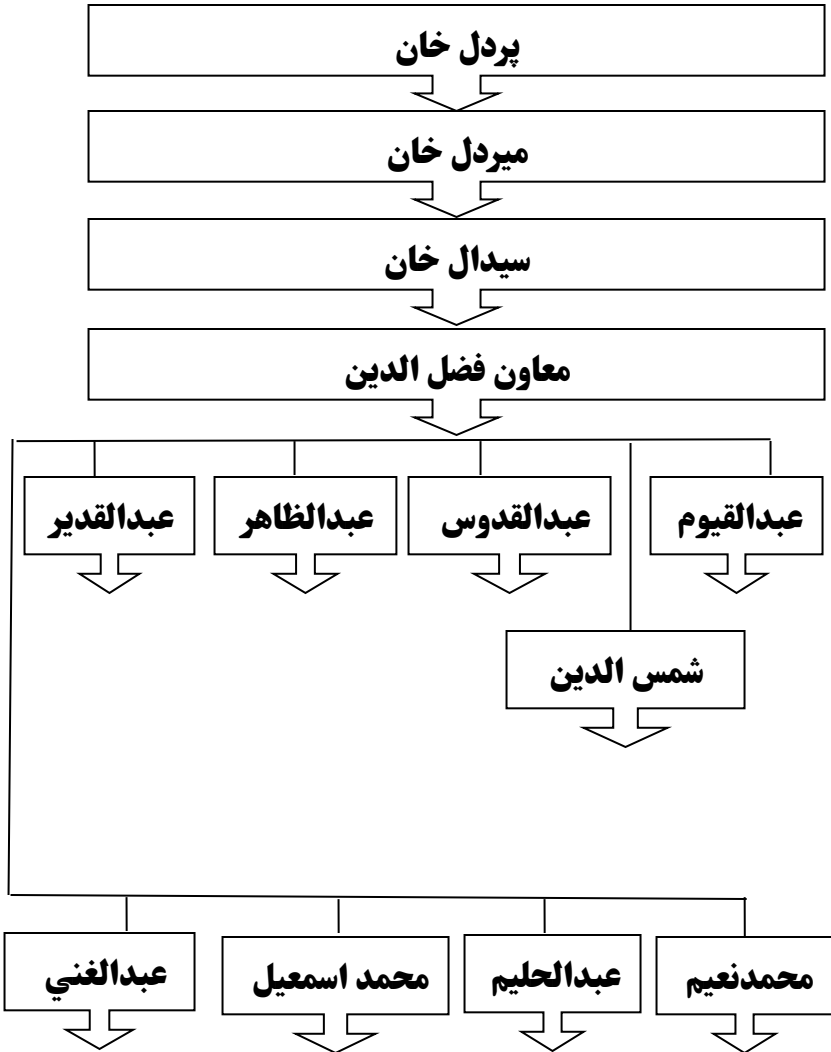 پردل خان
میردل خان
سیدال خان
معاون فضل الدین
عبدالقیوم
عبدالقدوس
عبدالظاهر
عبدالقدیر
شمس الدین
محمدنعیم
عبدالحلیم
محمد اسمعیل
عبدالغني